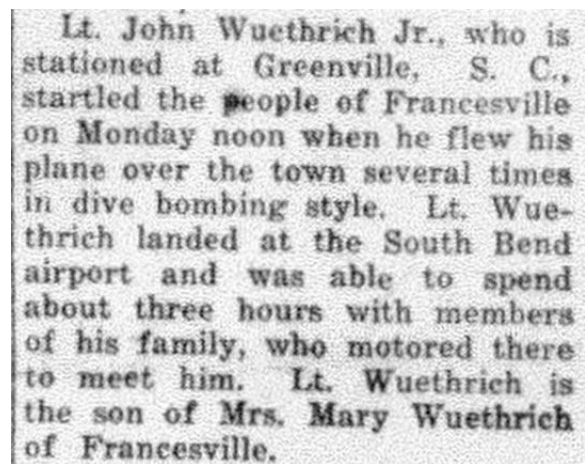 Lt. John Wuethrich Jr., who is
stationed at Greenville, S. C.,
startled the people of Francesville
on Monday noon when he flew his
plane over the town several times
in dive bombing style. Lt. Wue-
thrich landed at the South Bend
airport and was able to spend
about three hours with members
of his family, who motored there
to meet him. Lt. Wuethrich is
the son of Mrs. Mary Wuethrich
of Francesville.